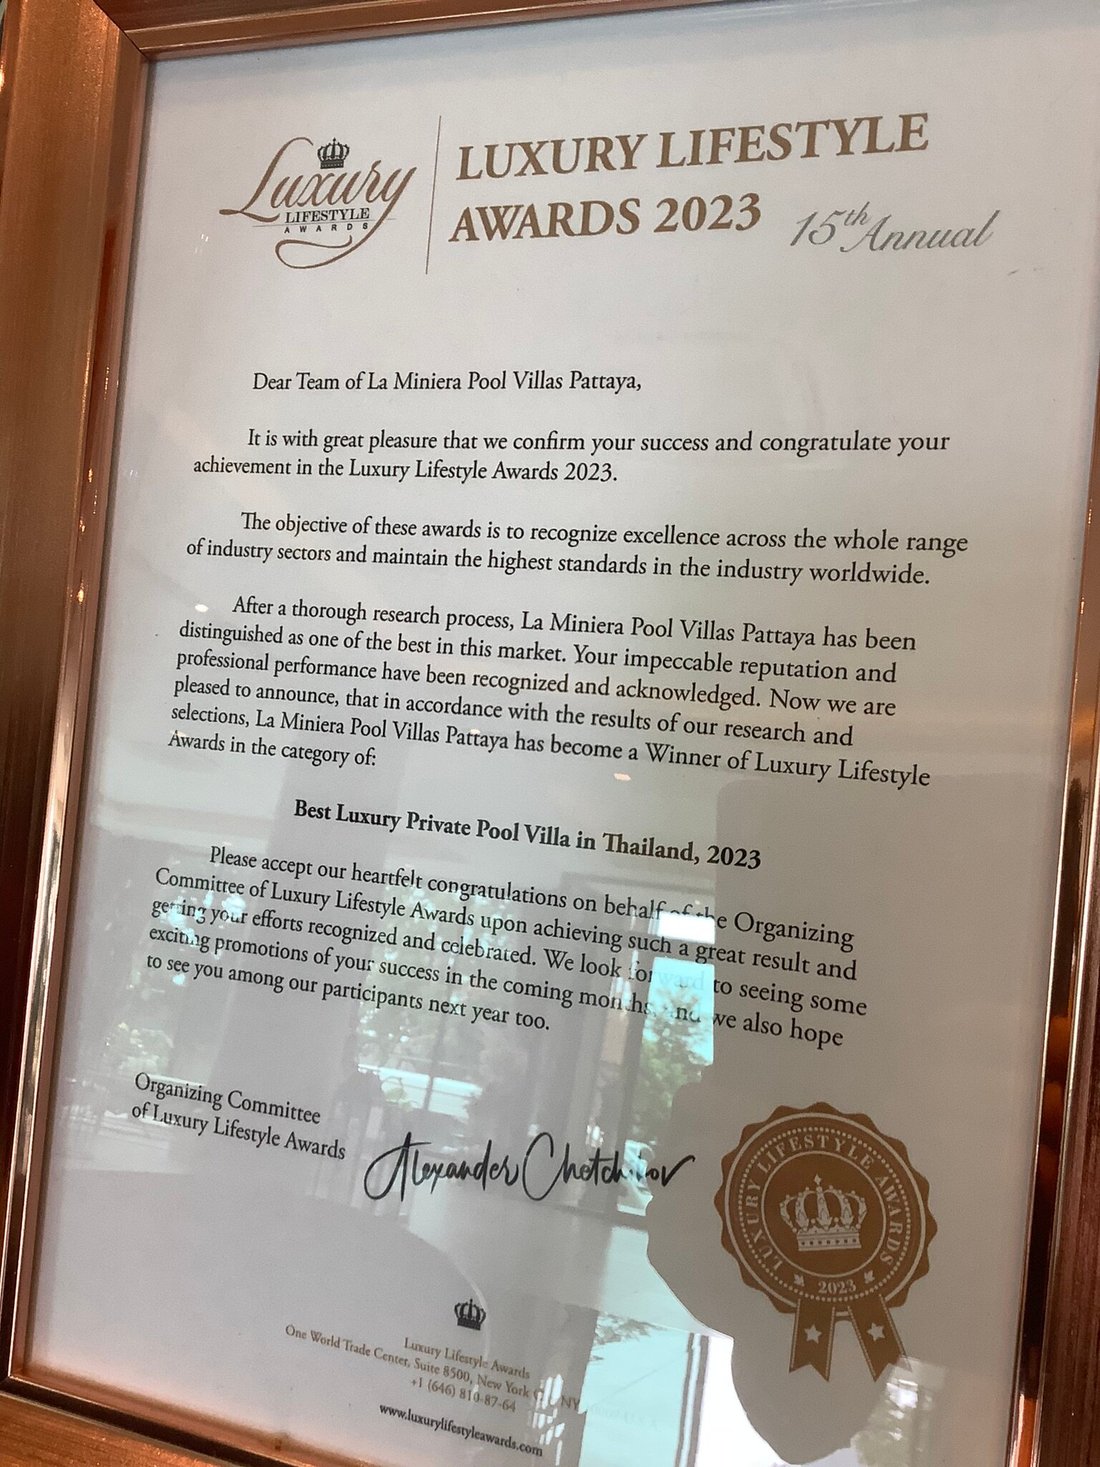 Luxury
LIFESTYLE
AWARDS
LUXURY LIFESTYLE
AWARDS 2023 15th Annual
Dear Team of La Miniera Pool Villas Pattaya,
It is with great pleasure that we confirm your success and congratulate your
achievement in the Luxury Lifestyle Awards 2023.
The objective of these awards is to recognize excellence across the whole range
of industry sectors and maintain the highest standards in the industry worldwide.
After a thorough research process, La Miniera Pool Villas Pattaya has been
distinguished as one of the best in this market. Your impeccable reputation and
professional performance have been recognized and acknowledged. Now we are
pleased to announce, that in accordance with the results of our research and
selections, La Miniera Pool Villas Pattaya has become a Winner of Luxury Lifestyle
Awards in the category of:
Best Luxury Private Pool Villa in Thailand, 2023
Please accept our heartfelt congratulations on behalf of the Organizing
Committee of Luxury Lifestyle Awards upon achieving such a great result and
getting your efforts recognized and celebrated. We look forward to seeing some
exciting promotions of your success in the coming months and we also hope
to see you among our participants next year too.
Organizing Committee
of Luxury Lifestyle Awards
Alexander Chetchikov
LUXURY LIFESTYLE AWARDS
2023
Luxury Lifestyle Awards
One World Trade Center, Suite 8500, New York NY
+1 (646) 810-87-64
www.luxurylifestyleawards.com